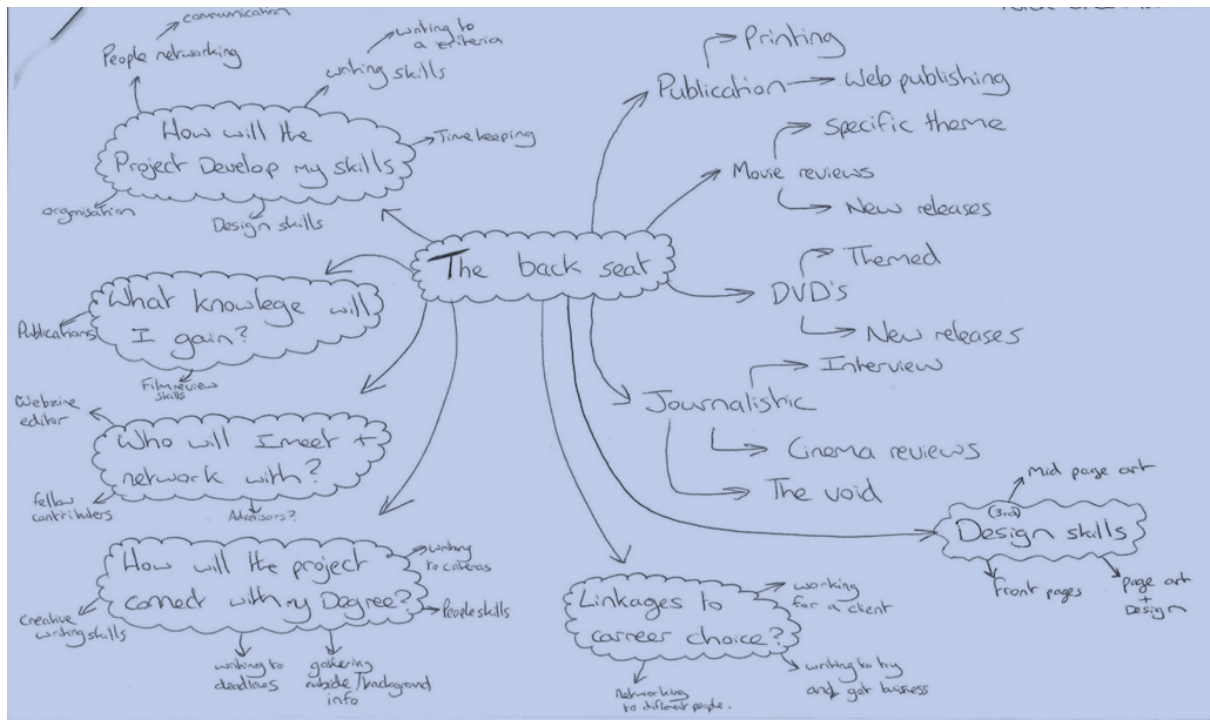 communication
People networking
writing to
a criteria
writing skills
How will the
Project Develop my skills
Time keeping
organisation
Design skills
What knowlege will
I gain?
Publications
Film review
skills
Webzine
editor
Who will I meet +
network with?
fellow
contributers
Advisors?
How will the project
connect with my Degree?
writing
to criteras
People skills
Creative
writing skills
writing to
deadlines
gathering
outside/background
info
The back seat
Printing
Publication
Web publishing
Specific theme
Movie reviews
New releases
Themed
DVD's
New releases
Interview
Journalistic
Cinema reviews
The void
Mid page art
(3rd)
Design skills
front pages
page art
+
Design
Linkages to
carreer choice?
working
for a client
writing to try
and got buisness
networking
to different people.